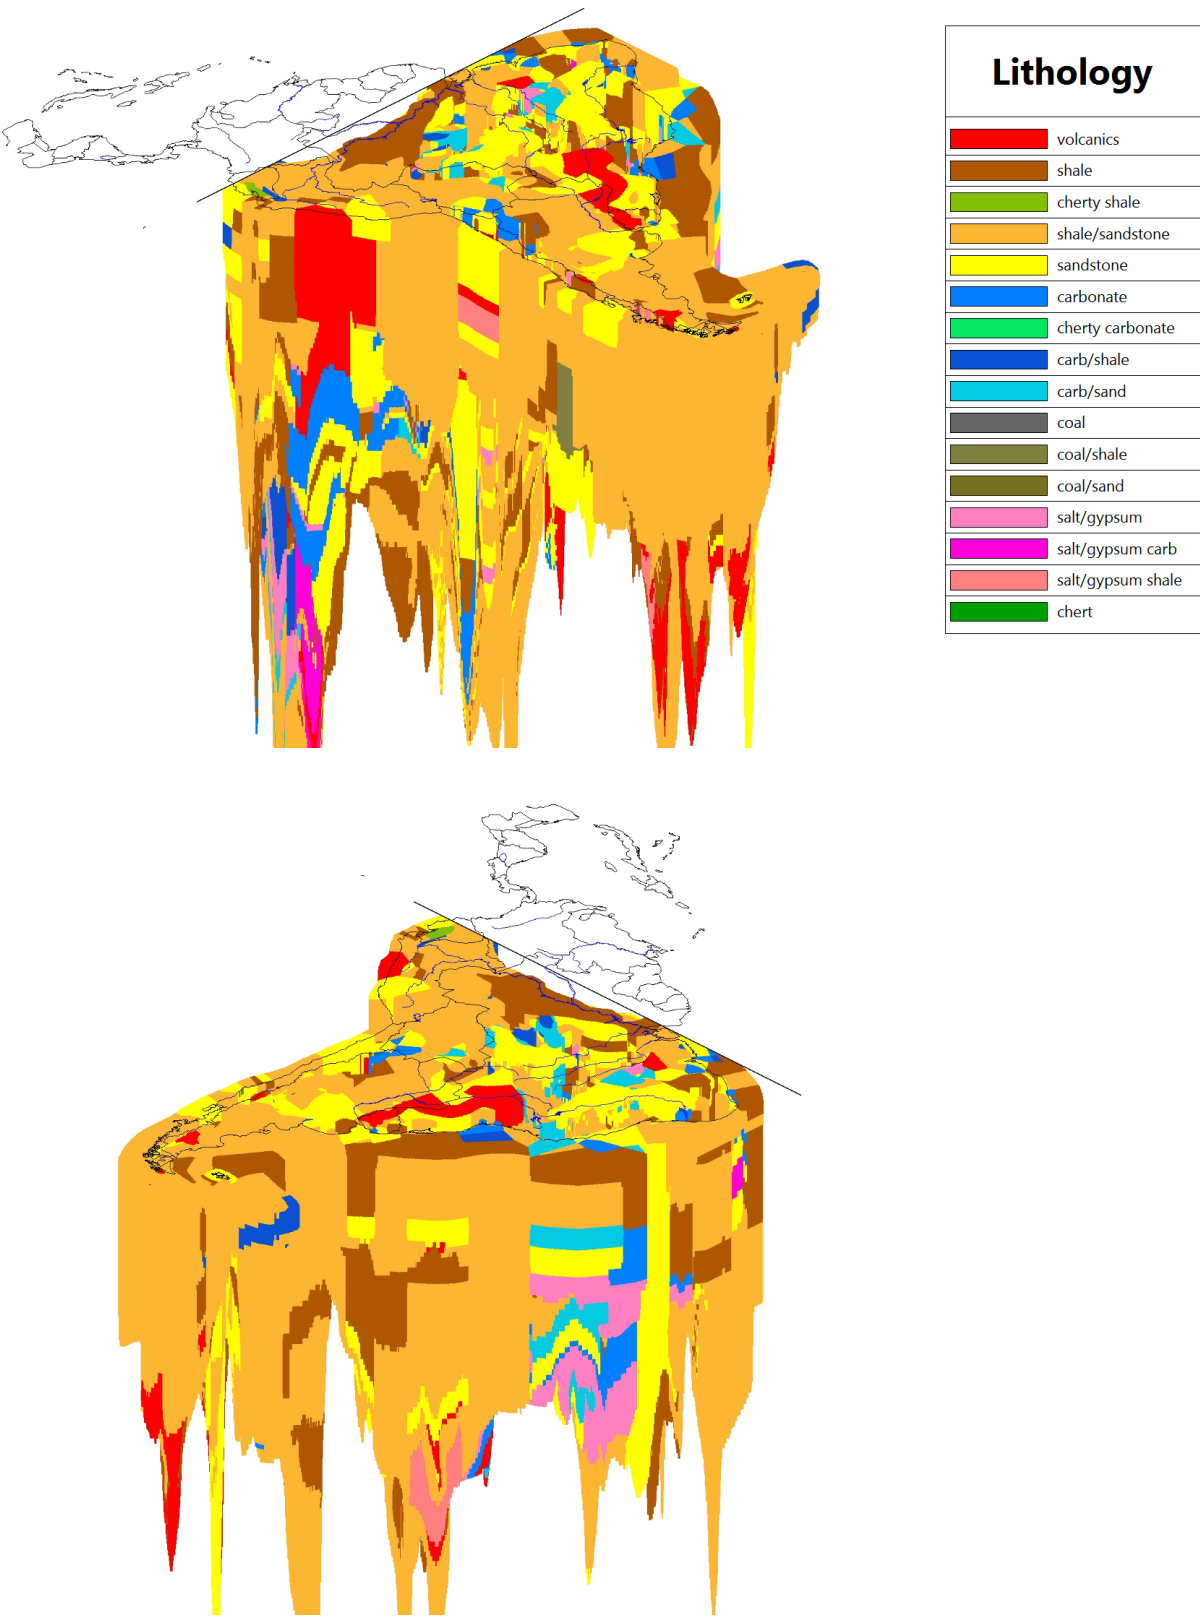 Lithology
volcanics
shale
cherty shale
shale/sandstone
sandstone
carbonate
cherty carbonate
carb/shale
carb/sand
coal
coal/shale
coal/sand
salt/gypsum
salt/gypsum carb
salt/gypsum shale
chert